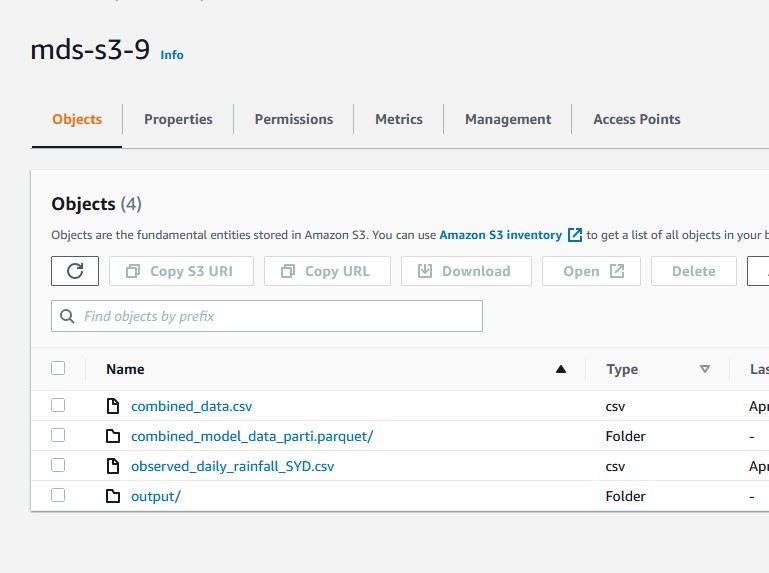 mds-s3-9 Info
Objects Properties Permissions Metrics Management Access Points
Objects (4)
Objects are the fundamental entities stored in Amazon S3. You can use Amazon S3 inventory to get a list of all objects in your
Copy S3 URI Copy URL Download Open Delete
Find objects by prefix
Name Type
combined_data.csv csv
combined_model_data_parti.parquet/ Folder -
observed_daily_rainfall_SYD.csv csv
output/ Folder -